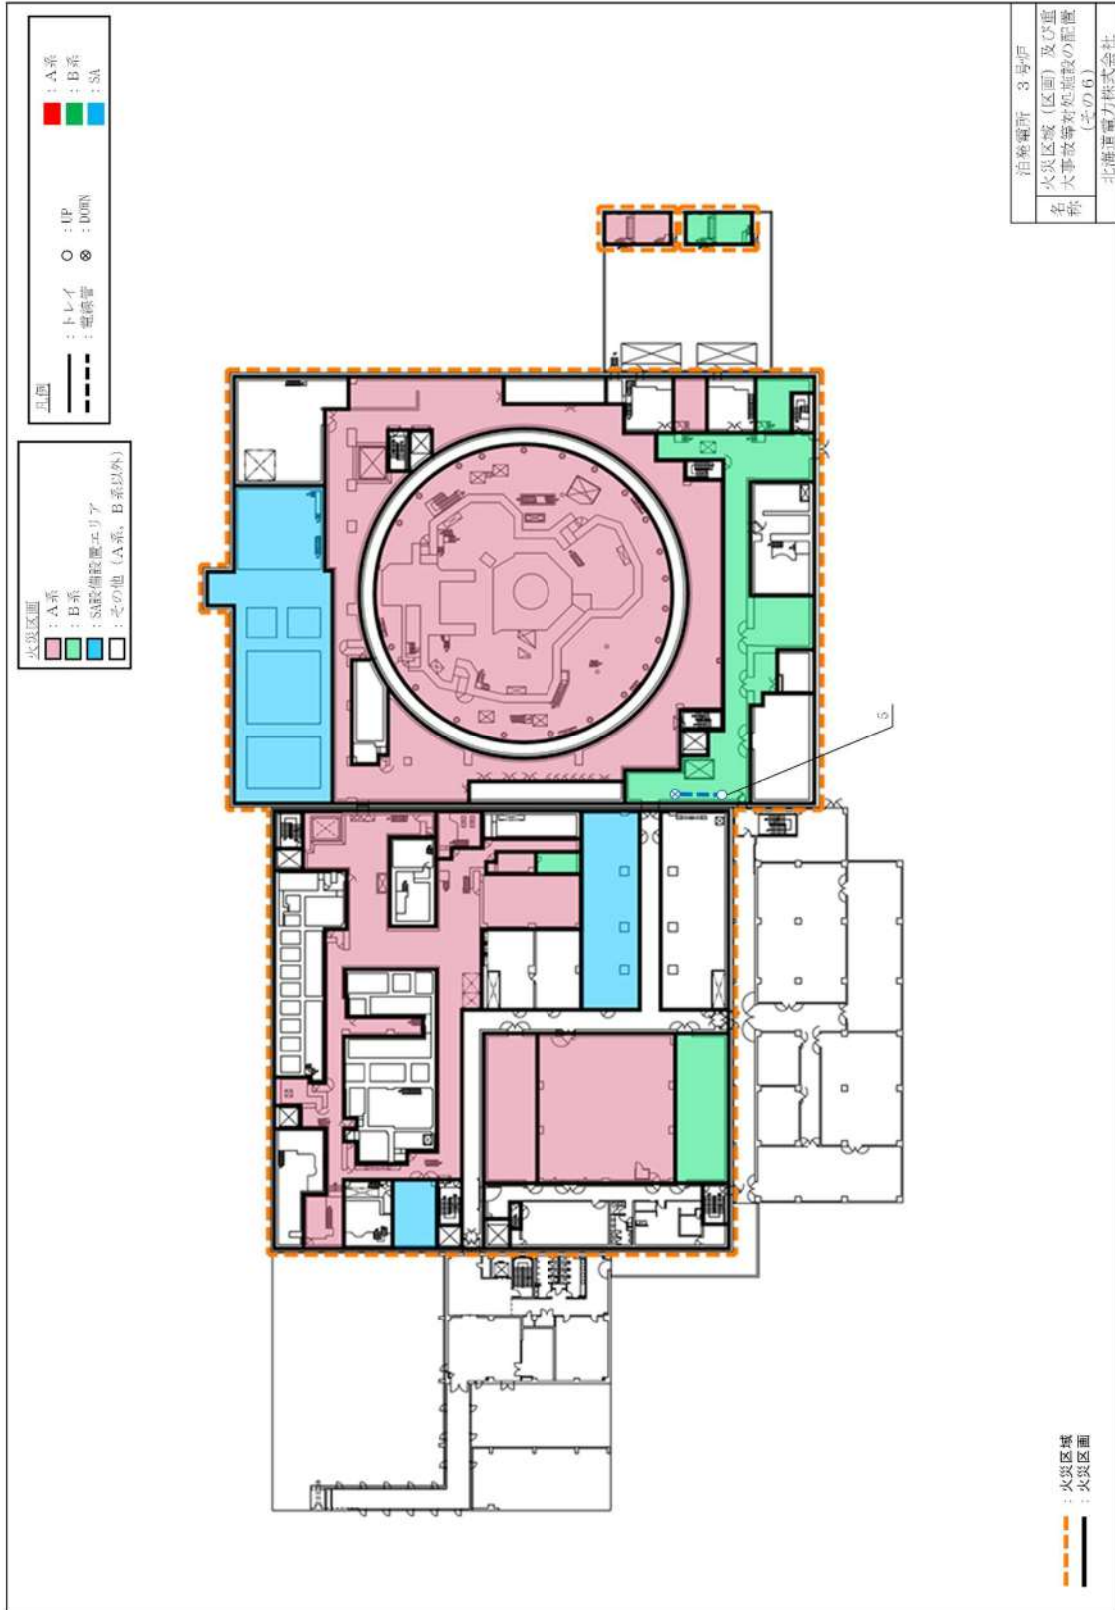 火災区画
: A系
: B系
: SA設備設置エリア
: その他（A系，B系以外）
凡例
: トレイ
: 電線管
: UP
: DOWN
: A系
: B系
: SA
5
: 火災区域
: 火災区画
泊発電所 3号炉
名称
火災区域（区画）及び重
大事故等対処施設の配置
（その6）
北海道電力株式会社